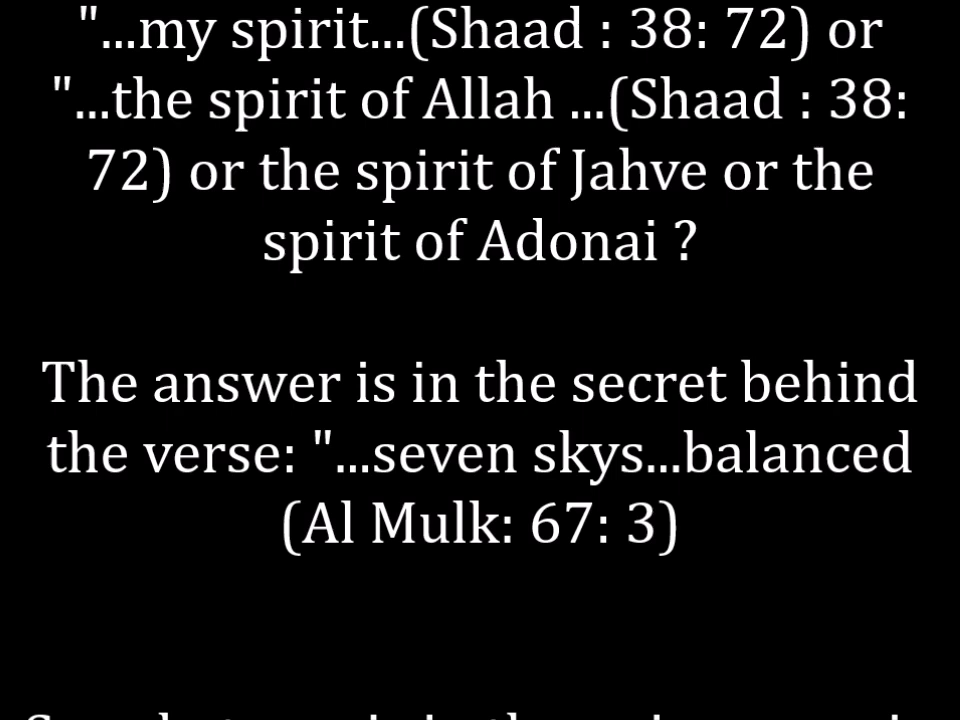 "...my spirit...(Shaad : 38: 72) or
"...the spirit of Allah ...(Shaad : 38:
72) or the spirit of Jahve or the
spirit of Adonai ?
The answer is in the secret behind
the verse: "...seven skys...balanced
(Al Mulk: 67: 3)